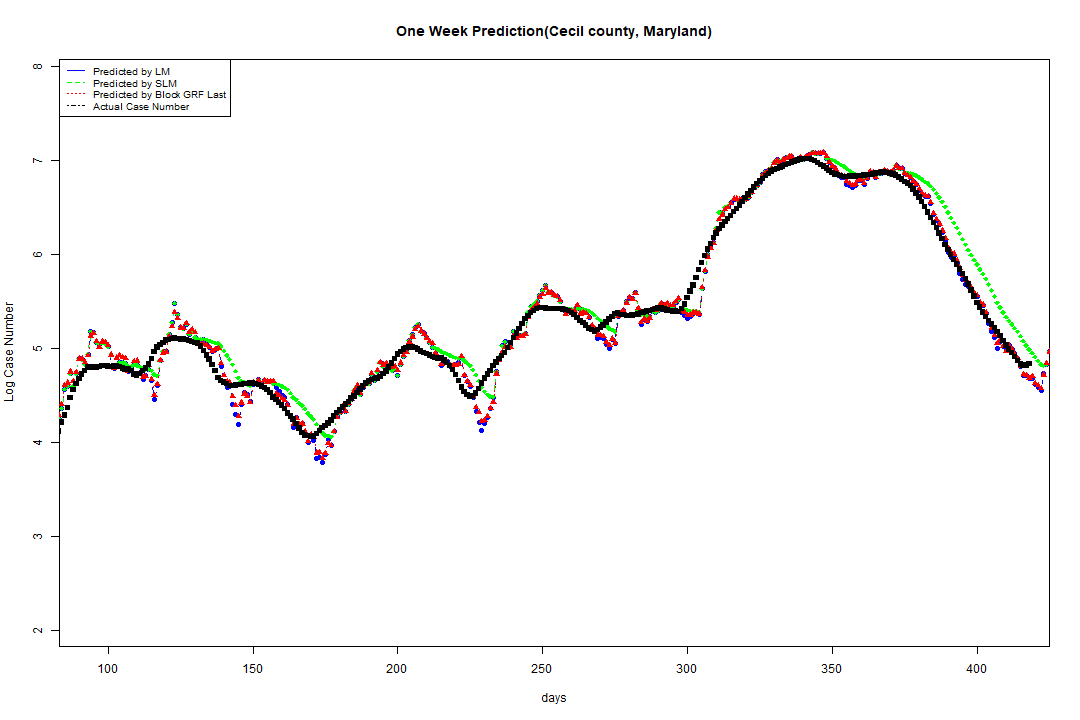 One Week Prediction(Cecil county, Maryland)
Predicted by LM
Predicted by SLM
Predicted by Block GRF Last
Actual Case Number
8
7
6
5
4
3
2
Log Case Number
100 150 200 250 300 350 400
days